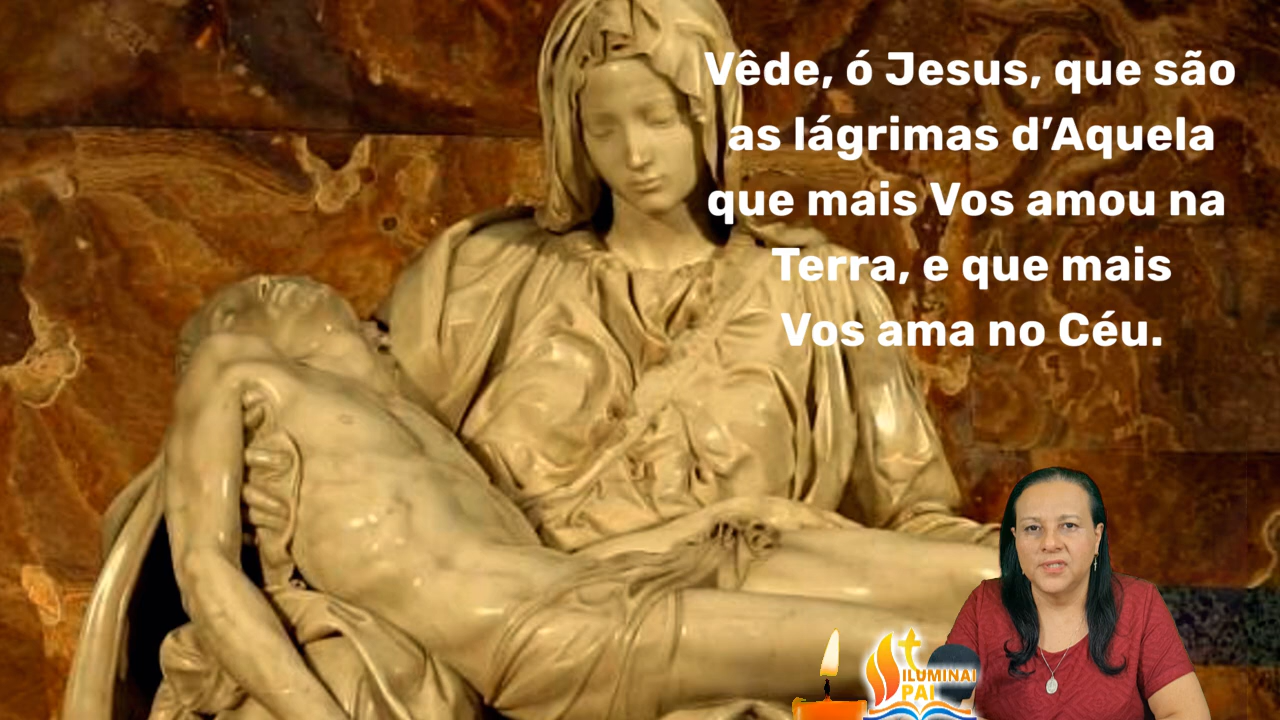 Vêde, ó Jesus, que são
as lágrimas d’Aquela
que mais Vos amou na
Terra, e que mais
Vos ama no Céu.
ILUMINAI
PAI